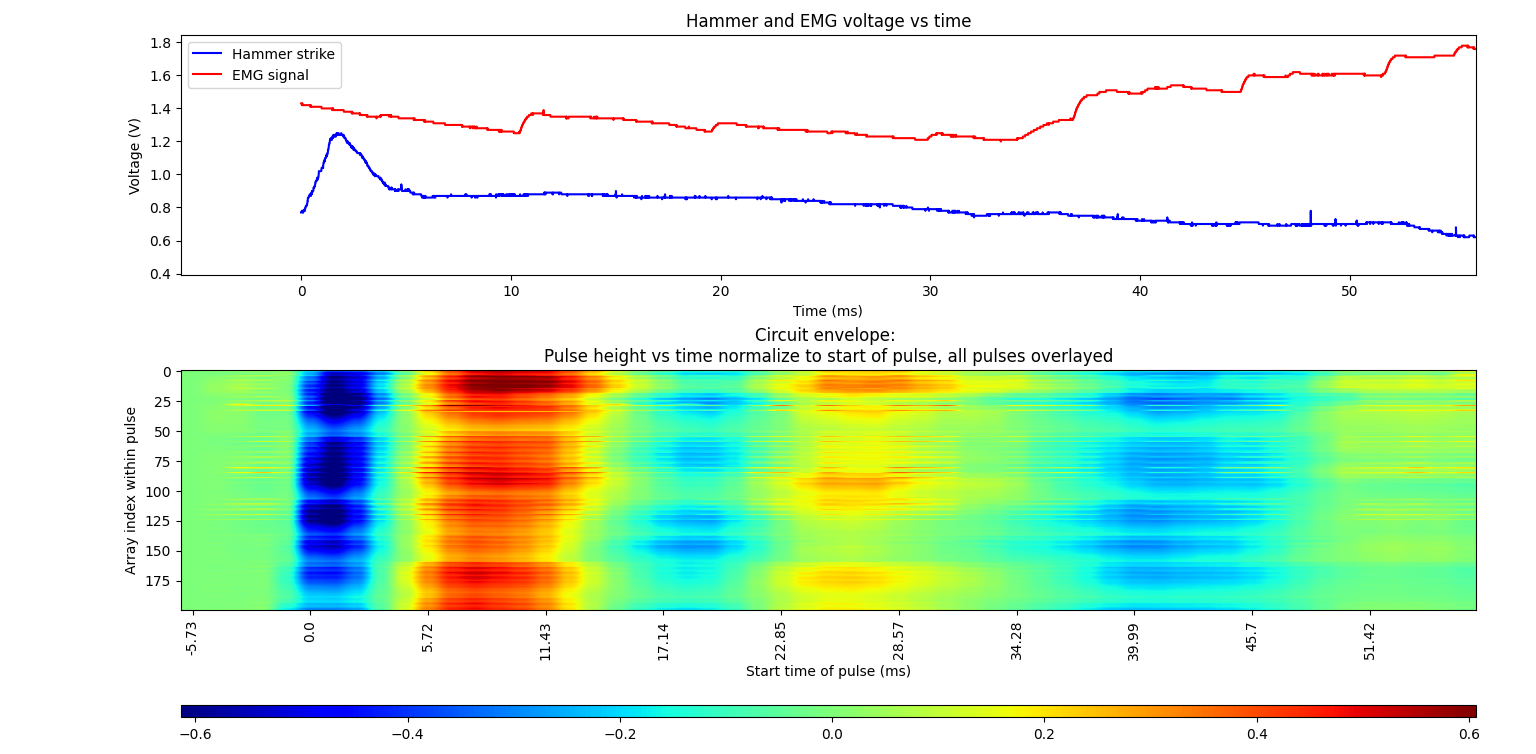 Hammer and EMG voltage vs time
Hammer strike
EMG signal
Voltage (V)
1.8
1.6
1.4
1.2
1.0
0.8
0.6
0.4
0 10 20 30 40 50
Time (ms)
Circuit envelope:
Pulse height vs time normalize to start of pulse, all pulses overlayed
Array index within pulse
0
25
50
75
100
125
150
175
-5.73 0.0 5.72 11.43 17.14 22.85 28.57 34.28 39.99 45.7 51.42
Start time of pulse (ms)
−0.6 −0.4 −0.2 0.0 0.2 0.4 0.6